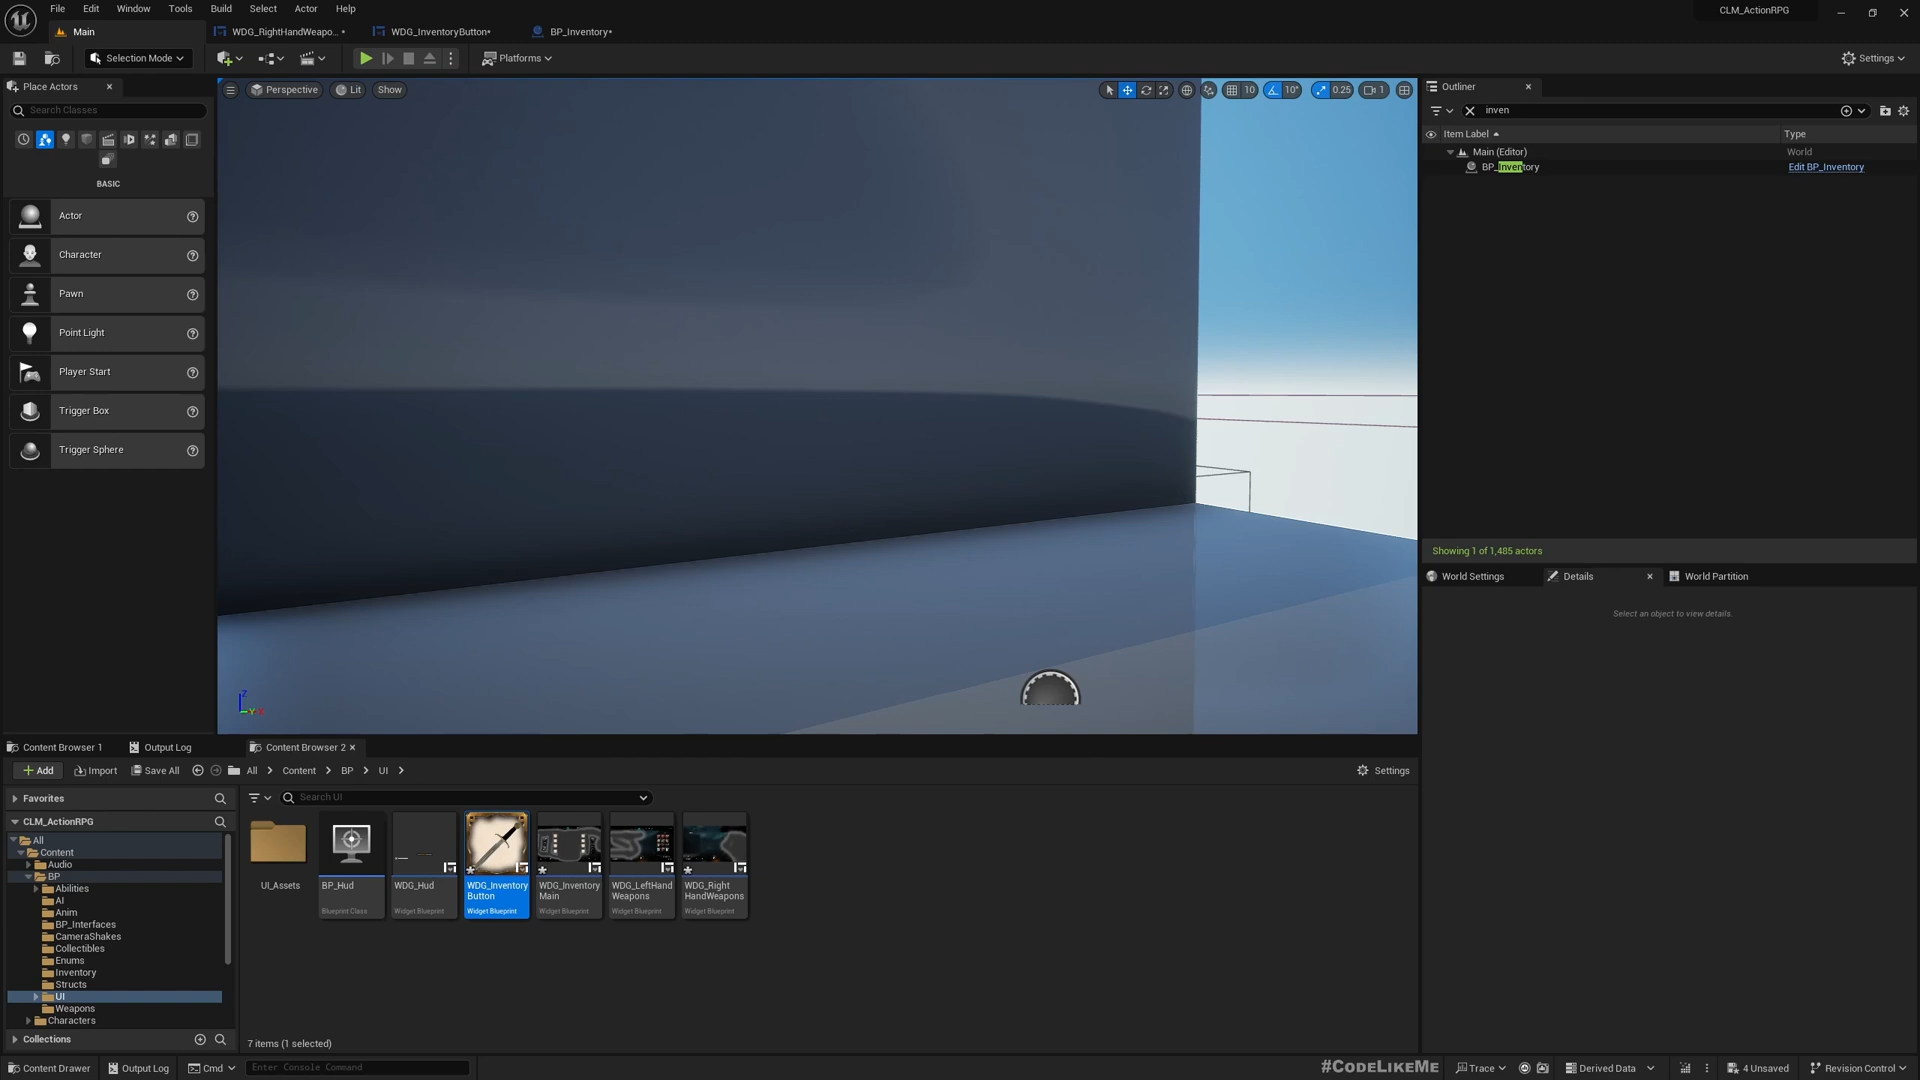 File Edit Window Tools Build Select Actor Help
CLM_ActionRPG
Main
WDG_RightHandWeapo... •
WDG_InventoryButton•
BP_Inventory•
Selection Mode
Platforms
Settings
Place Actors
Search Classes
BASIC
Actor
Character
Pawn
Point Light
Player Start
Trigger Box
Trigger Sphere
Perspective
Lit
Show
10
10°
0.25
1
Z
Y
X
Outliner
inven
Item Label
Type
Main (Editor)
World
BP_Inventory
Edit BP_Inventory
Showing 1 of 1,485 actors
World Settings
Details
World Partition
Select an object to view details.
Content Browser 1
Output Log
Content Browser 2
Add
Import
Save All
All > Content > BP > UI >
Settings
Favorites
CLM_ActionRPG
All
Content
Audio
BP
Abilities
AI
Anim
BP_Interfaces
CameraShakes
Collectibles
Enums
Inventory
Structs
UI
Weapons
Characters
Collections
Search UI
UI_Assets
BP_Hud
Blueprint Class
WDG_Hud
Widget Blueprint
WDG_Inventory
Button
Widget Blueprint
WDG_Inventory
Main
Widget Blueprint
WDG_LeftHand
Weapons
Widget Blueprint
WDG_Right
HandWeapons
Widget Blueprint
7 items (1 selected)
Content Drawer
Output Log
Cmd
Enter Console Command
#CODELIKEME
Trace
Derived Data
4 Unsaved
Revision Control